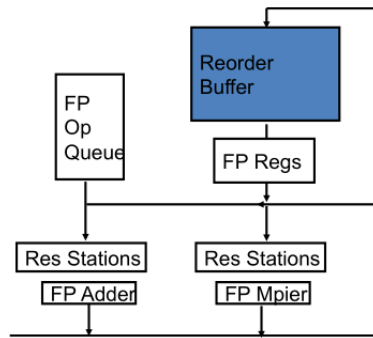 Reorder
Buffer
FP
Op
Queue
FP Regs
Res Stations
Res Stations
FP Adder
FP Mpier